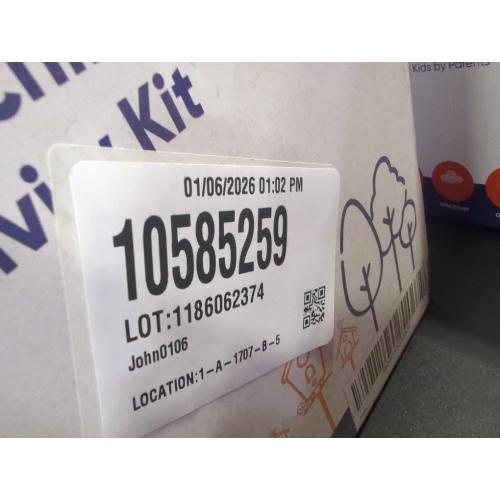 Kit
Kids by Parents
01/06/2026 01:02 PM
10585259
LOT:1186062374
John0106
LOCATION:1-A-1707-B-5